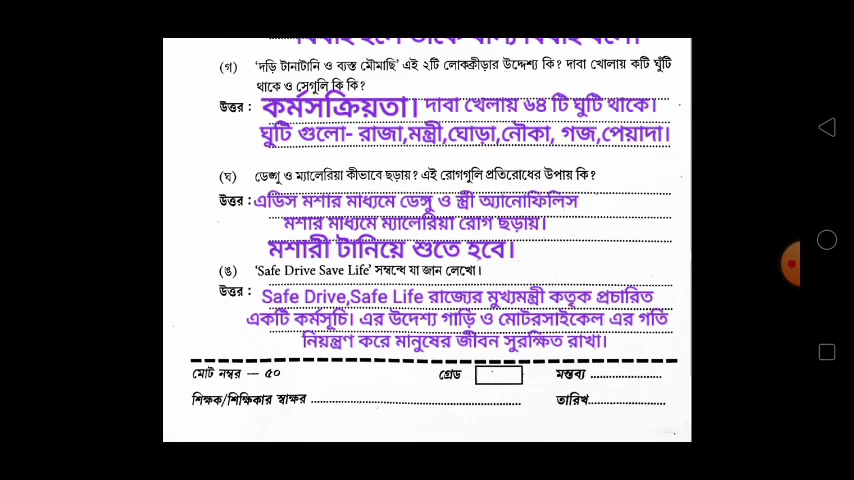 (গ) 'দড়ি টানাটানি ও ব্যস্ত মৌমাছি' এই ২টি লোকক্রীড়ার উদ্দেশ্য কি? দাবা খোলায় কটি ঘুঁটি
থাকে ও সেগুলি কি কি?
উত্তর : কর্মসক্রিয়তা। দাবা খেলায় ৬৪ টি ঘুটি থাকে।
ঘুটি গুলো- রাজা,মন্ত্রী,ঘোড়া,নৌকা, গজ,পেয়াদা।
(ঘ) ডেঙ্গু ও ম্যালেরিয়া কীভাবে ছড়ায়? এই রোগগুলি প্রতিরোধের উপায় কি?
উত্তর : এডিস মশার মাধ্যমে ডেঙ্গু ও স্ত্রী অ্যানোফিলিস
মশার মাধ্যমে ম্যালেরিয়া রোগ ছড়ায়।
মশারী টানিয়ে শুতে হবে।
(ঙ) 'Safe Drive Save Life' সম্বন্ধে যা জান লেখো।
উত্তর : Safe Drive,Safe Life রাজ্যের মুখ্যমন্ত্রী কতৃক প্রচারিত
একটি কর্মসূচি। এর উদেশ্য গাড়ি ও মোটরসাইকেল এর গতি
নিয়ন্ত্রণ করে মানুষের জীবন সুরক্ষিত রাখা।
মোট নম্বর — ৫০ গ্রেড মন্তব্য
শিক্ষক/শিক্ষিকার স্বাক্ষর তারিখ